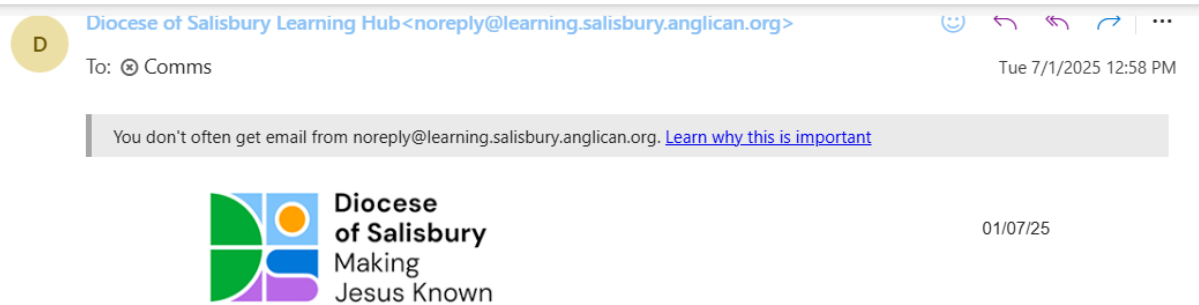 Diocese of Salisbury Learning Hub<noreply@learning.salisbury.anglican.org>
D
To: Comms
Tue 7/1/2025 12:58 PM
You don't often get email from noreply@learning.salisbury.anglican.org. Learn why this is important
Diocese
of Salisbury
Making
Jesus Known
01/07/25